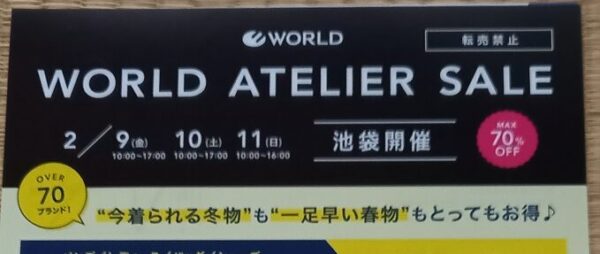 WORLD
転売禁止
WORLD ATELIER SALE
2/9(金) 10(土) 11(日)
10:00~17:00 10:00~17:00 10:00~16:00
池袋開催
MAX
70%
OFF
OVER
70
ブランド!
“今着られる冬物”も“一足早い春物”もとってもお得♪